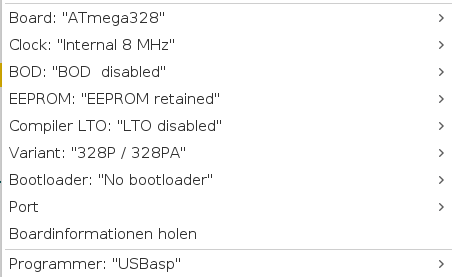 Board: "ATmega328"
Clock: "Internal 8 MHz"
BOD: "BOD  disabled"
EEPROM: "EEPROM retained"
Compiler LTO: "LTO disabled"
Variant: "328P / 328PA"
Bootloader: "No bootloader"
Port
Boardinformationen holen
Programmer: "USBasp"